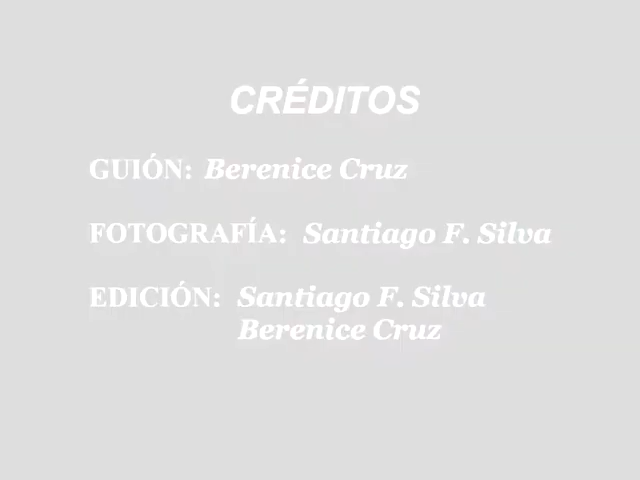 CRÉDITOS
GUIÓN: Berenice Cruz
FOTOGRAFÍA: Santiago F. Silva
EDICIÓN: Santiago F. Silva
Berenice Cruz